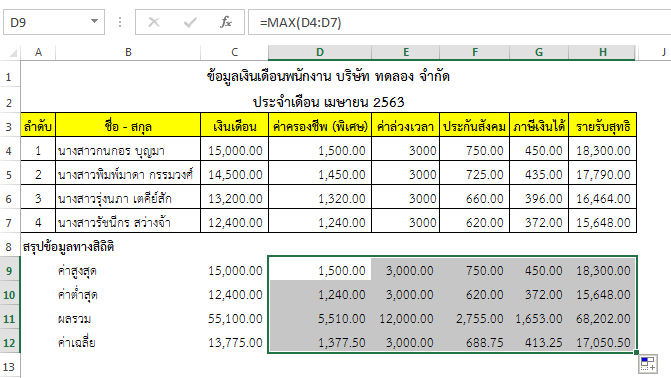 D9 =MAX(D4:D7)
A B C D E F G H J
1 ข้อมูลเงินเดือนพนักงาน บริษัท ทดลอง จำกัด
2 ประจำเดือน เมษายน 2563
3 ลำดับ ชื่อ - สกุล เงินเดือน ค่าครองชีพ (พิเศษ) ค่าล่วงเวลา ประกันสังคม ภาษีเงินได้ รายรับสุทธิ
4 1 นางสาวกนกอร บุญมา 15,000.00 1,500.00 3000 750.00 450.00 18,300.00
5 2 นางสาวพิมพ์มาดา กรรมวงศ์ 14,500.00 1,450.00 3000 725.00 435.00 17,790.00
6 3 นางสาวรุ่งนภา เตคีย์สัก 13,200.00 1,320.00 3000 660.00 396.00 16,464.00
7 4 นางสาวรัชนีกร สว่างจ้า 12,400.00 1,240.00 3000 620.00 372.00 15,648.00
8 สรุปข้อมูลทางสิถิติ
9 ค่าสูงสุด 15,000.00 1,500.00 3,000.00 750.00 450.00 18,300.00
10 ค่าต่ำสุด 12,400.00 1,240.00 3,000.00 620.00 372.00 15,648.00
11 ผลรวม 55,100.00 5,510.00 12,000.00 2,755.00 1,653.00 68,202.00
12 ค่าเฉลี่ย 13,775.00 1,377.50 3,000.00 688.75 413.25 17,050.50
13